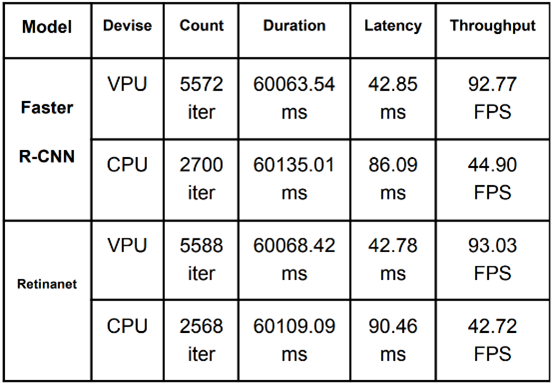 Model Devise Count Duration Latency Throughput
Faster R-CNN VPU 5572 iter 60063.54 ms 42.85 ms 92.77 FPS
CPU 2700 iter 60135.01 ms 86.09 ms 44.90 FPS
Retinanet VPU 5588 iter 60068.42 ms 42.78 ms 93.03 FPS
CPU 2568 iter 60109.09 ms 90.46 ms 42.72 FPS